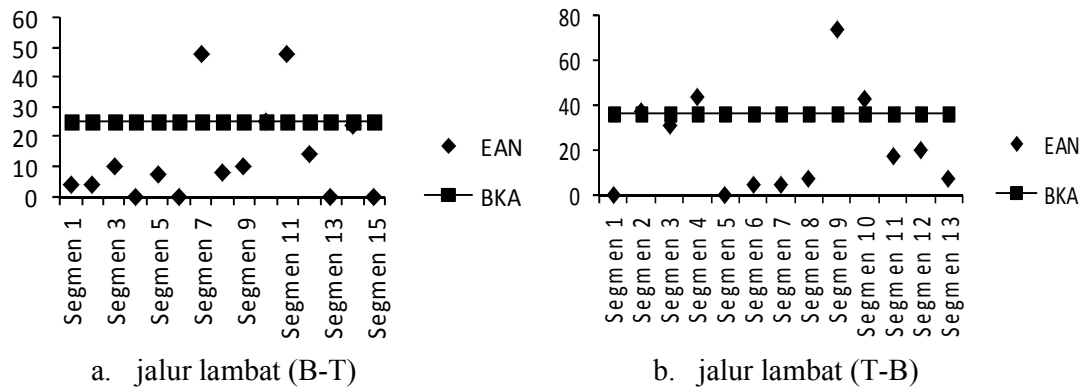 60
50
40
30
20
10
0
Segmen 1
Segmen 3
Segmen 5
Segmen 7
Segmen 9
Segmen 11
Segmen 13
Segmen 15
EAN
BKA
a. jalur lambat (B-T)
80
60
40
20
0
Segmen 1
Segmen 2
Segmen 3
Segmen 4
Segmen 5
Segmen 6
Segmen 7
Segmen 8
Segmen 9
Segmen 10
Segmen 11
Segmen 12
Segmen 13
EAN
BKA
b. jalur lambat (T-B)